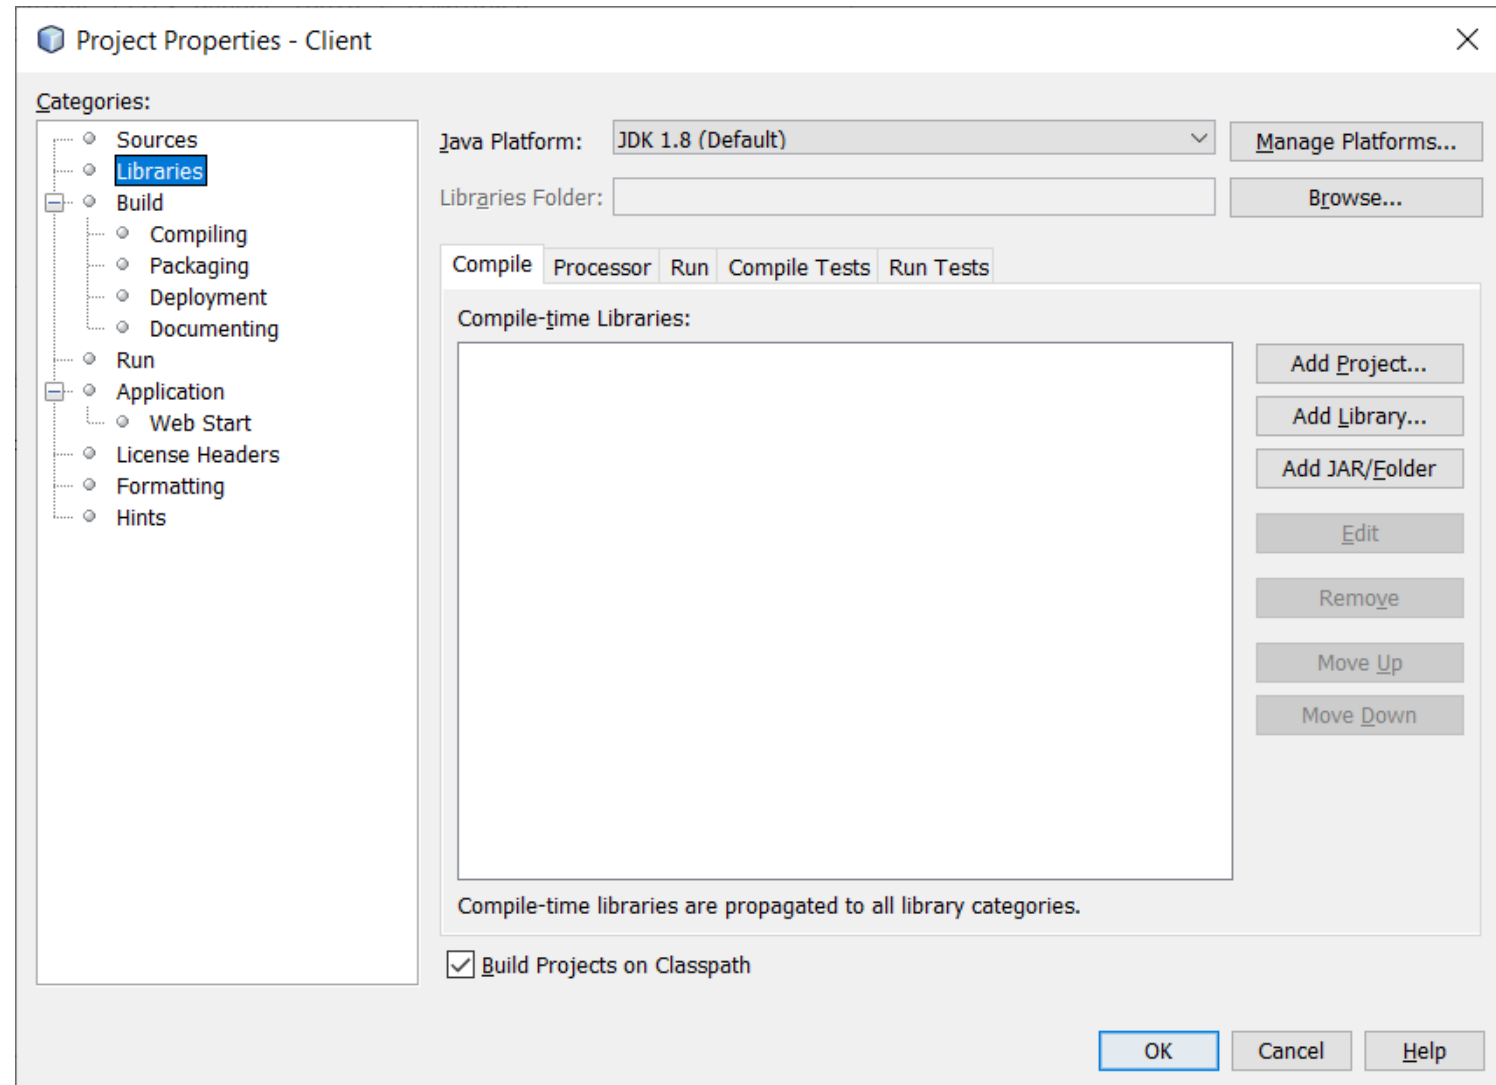 Project Properties - Client
Categories:
Sources
Libraries
Build
Compiling
Packaging
Deployment
Documenting
Run
Application
Web Start
License Headers
Formatting
Hints
Java Platform: JDK 1.8 (Default) Manage Platforms...
Libraries Folder: Browse...
Compile Processor Run Compile Tests Run Tests
Compile-time Libraries:
Add Project...
Add Library...
Add JAR/Folder
Edit
Remove
Move Up
Move Down
Compile-time libraries are propagated to all library categories.
Build Projects on Classpath
OK Cancel Help